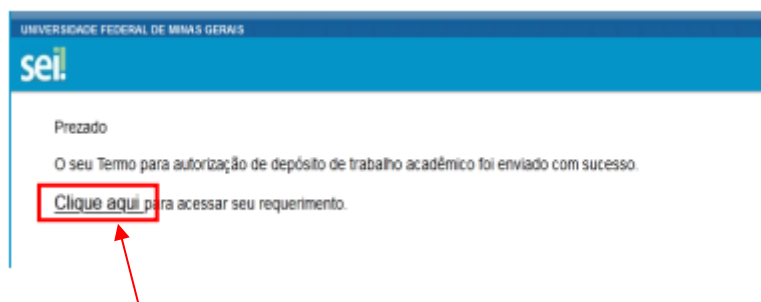 UNIVERSIDADE FEDERAL DE MINAS GERAIS
sei!
Prezado
O seu Termo para autorização de depósito de trabalho acadêmico foi enviado com sucesso.
Clique aqui para acessar seu requerimento.